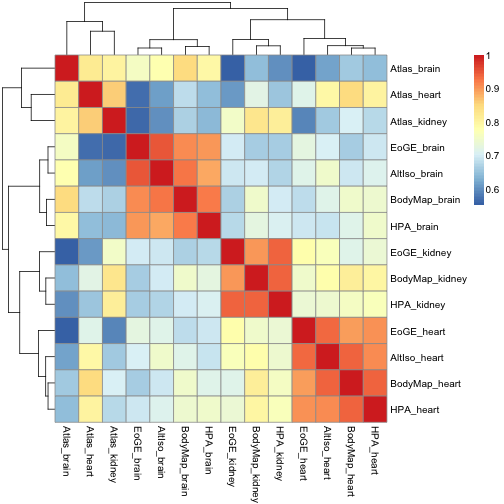 1
0.9
0.8
0.7
0.6
Atlas_brain
Atlas_heart
Atlas_kidney
EoGE_brain
AltIso_brain
BodyMap_brain
HPA_brain
EoGE_kidney
BodyMap_kidney
HPA_kidney
EoGE_heart
AltIso_heart
BodyMap_heart
HPA_heart
Atlas_brain
Atlas_heart
Atlas_kidney
EoGE_brain
AltIso_brain
BodyMap_brain
HPA_brain
EoGE_kidney
BodyMap_kidney
HPA_kidney
EoGE_heart
AltIso_heart
BodyMap_heart
HPA_heart